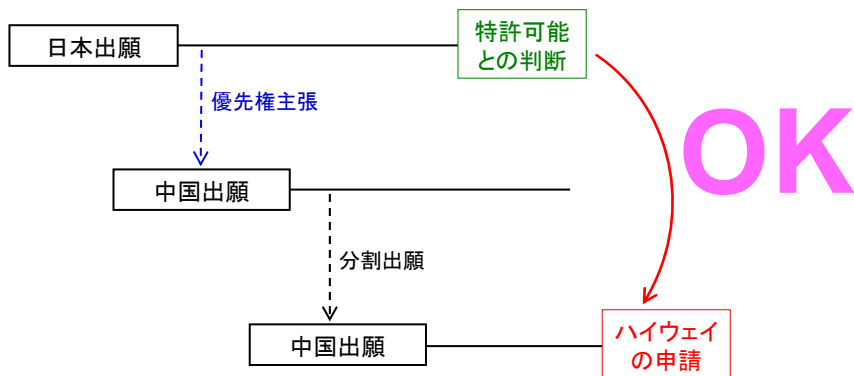 日本出願
特許可能
との判断
優先権主張
OK
中国出願
分割出願
中国出願
ハイウェイ
の申請